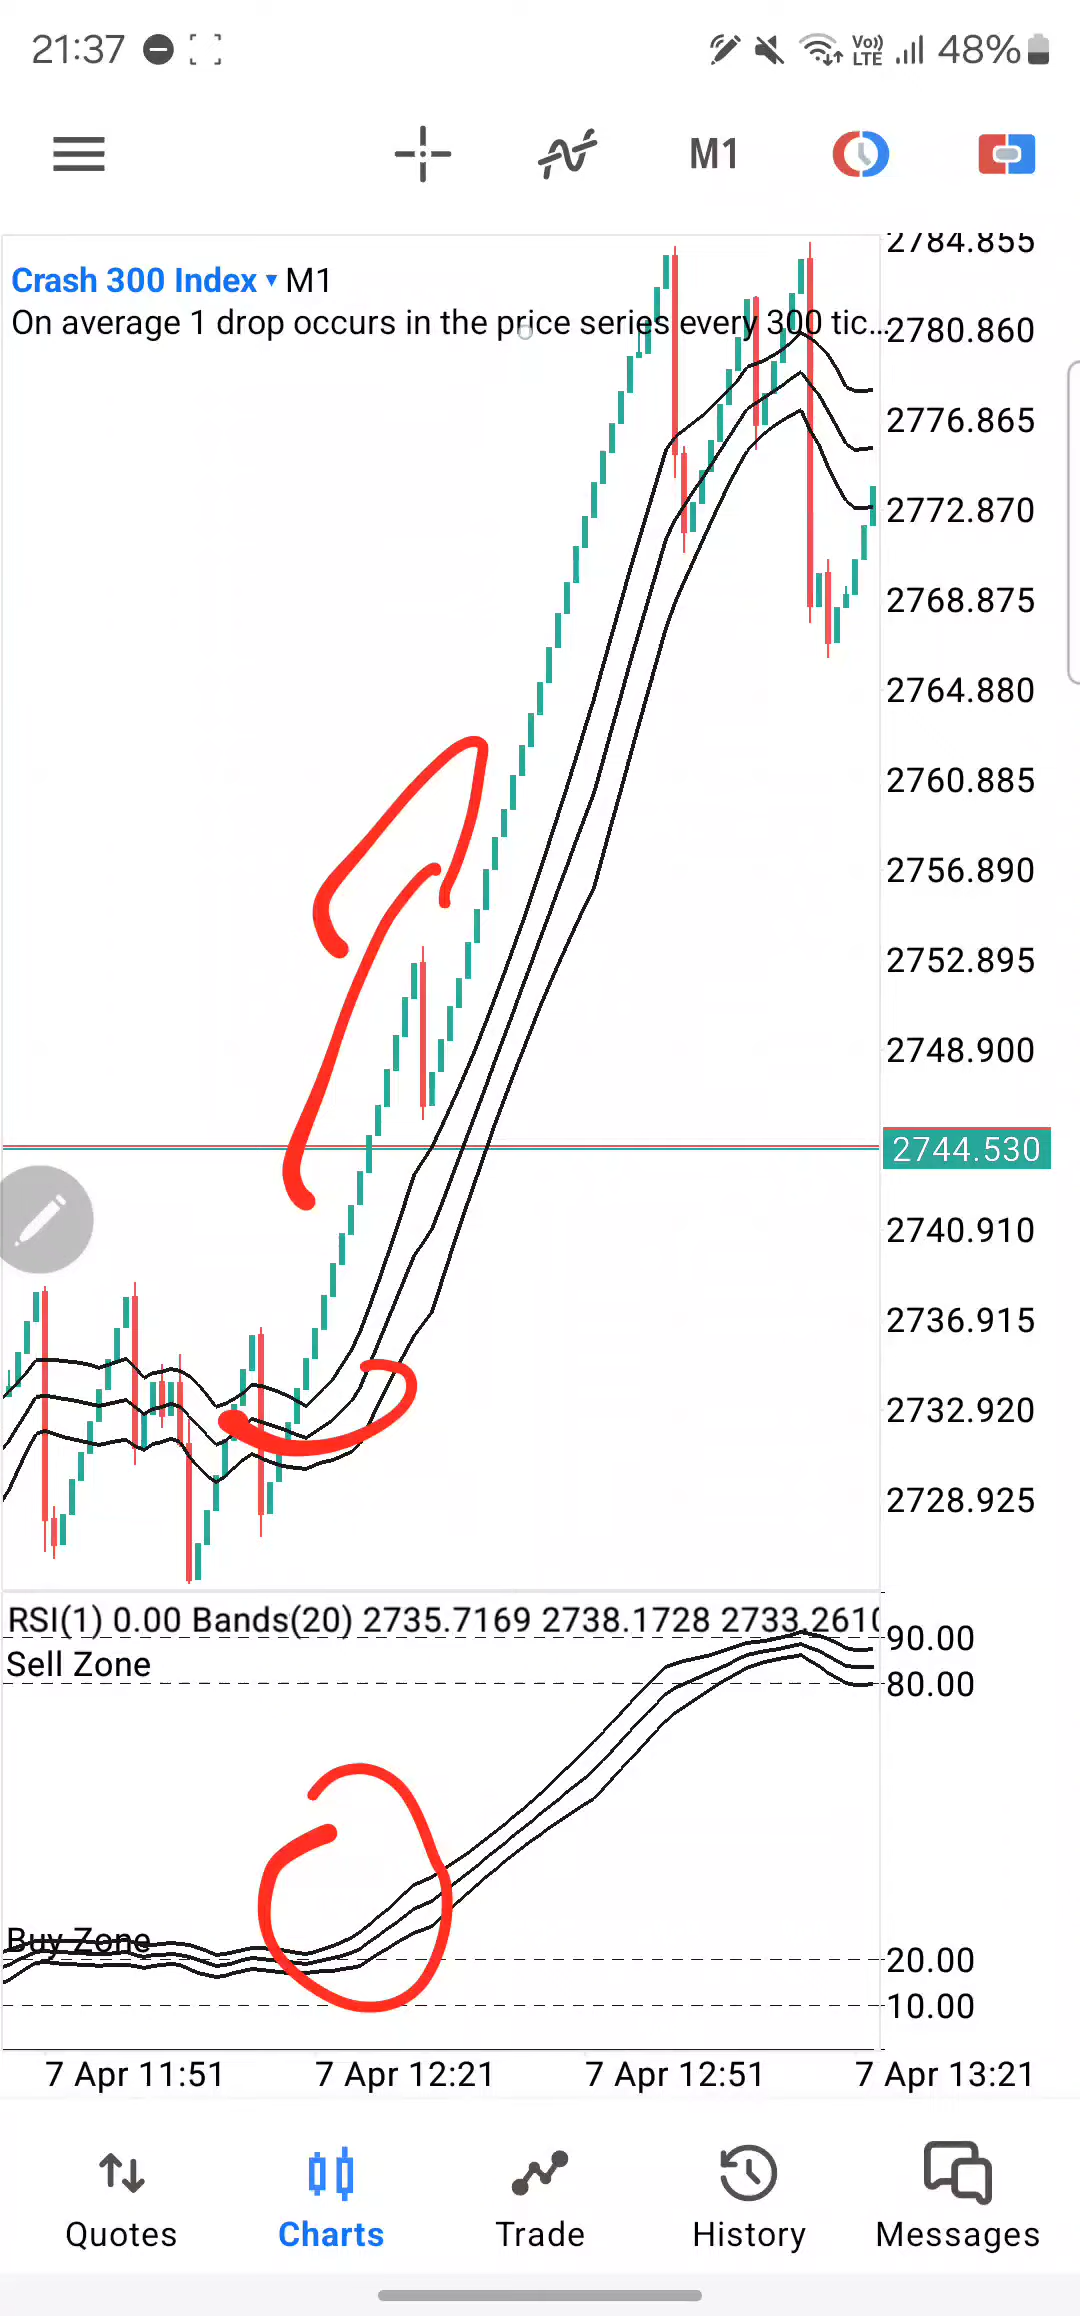 21:37 Vo)) LTE 48%
M1
2784.855
Crash 300 Index ▾ M1
On average 1 drop occurs in the price series every 300 tic...
2780.860
2776.865
2772.870
2768.875
2764.880
2760.885
2756.890
2752.895
2748.900
2744.530
2740.910
2736.915
2732.920
2728.925
RSI(1) 0.00 Bands(20) 2735.7169 2738.1728 2733.2610
90.00
Sell Zone
80.00
Buy Zone
20.00
10.00
7 Apr 11:51 7 Apr 12:21 7 Apr 12:51 7 Apr 13:21
Quotes Charts Trade History Messages